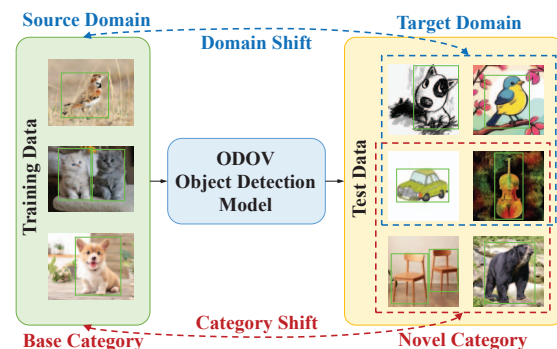 Source Domain
Target Domain
Domain Shift
Training Data
ODOV
Object Detection
Model
Test Data
Category Shift
Base Category
Novel Category